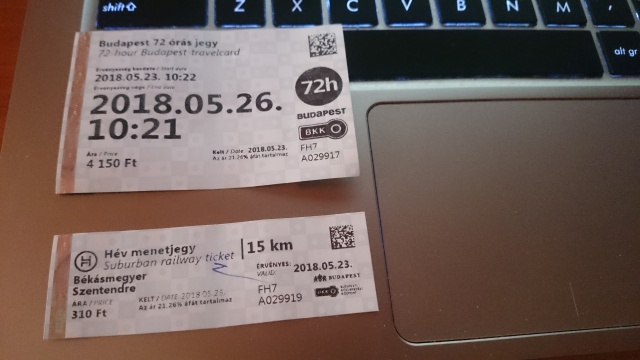 shift
Z X C V B N M ,
alt gr
Budapest 72 órás jegy
72-hour Budapest-travelcard
Érvényesség kezdete / Start date
2018.05.23. 10:22
Érvényesség vége / End date
2018.05.26.
10:21
72h
BUDAPEST
BKK
Ára / Price
4 150 Ft
Kelt / Date 2018.05.23.
Az ár 21.26% áfát tartalmaz
FH7
A029917
H
Hév menetjegy
Suburban railway ticket
15 km
Békásmegyer
Szentendre
ÉRVÉNYES:
VALID:
2018.05.23.
BUDAPEST
BKK
ÁRA / PRICE
310 Ft
KELT / DATE 2018.05.23.
Az ár 21.26% áfát tartalmaz
FH7
A029919